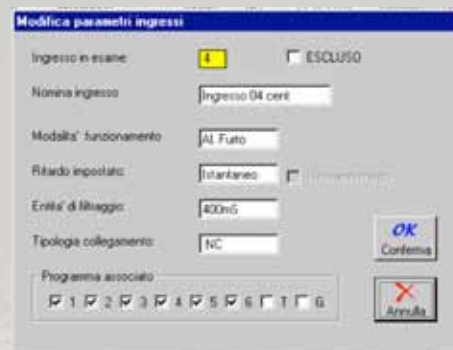 Modifica parametri ingressi
Ingresso in esame 4 ESCLUSO
Nomina ingresso Ingresso 04 cent
Modalita' funzionamento Al. Furto
Ritardo impostato: Istantaneo
Entita' di filtraggio: 400mS
Tipologia collegamento: NC
OK
Conferma
Programma associato
1 2 3 4 5 6 T G
Annulla